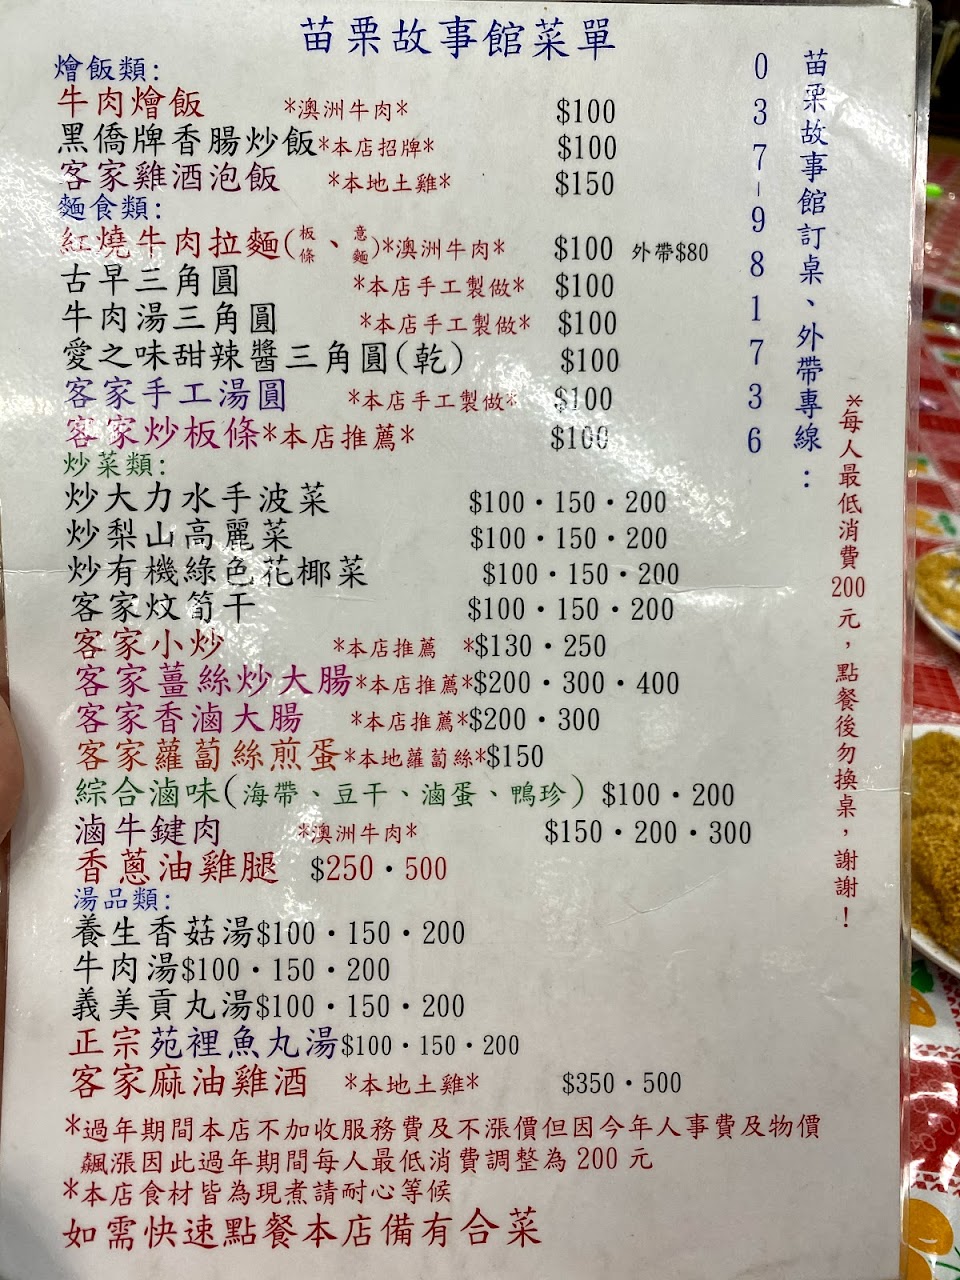 苗栗故事館菜單
燴飯類:
牛肉燴飯 *澳洲牛肉* $100
黑僑牌香腸炒飯*本店招牌* $100
客家雞酒泡飯 *本地土雞* $150
麵食類:
紅燒牛肉拉麵(板條、意麵)*澳洲牛肉* $100 外帶$80
古早三角圓 *本店手工製做* $100
牛肉湯三角圓 *本店手工製做* $100
愛之味甜辣醬三角圓(乾) $100
客家手工湯圓 *本店手工製做* $100
客家炒板條*本店推薦* $100
炒菜類:
炒大力水手波菜 $100・150・200
炒梨山高麗菜 $100・150・200
炒有機綠色花椰菜 $100・150・200
客家炆筍干 $100・150・200
客家小炒 *本店推薦 *$130・250
客家薑絲炒大腸*本店推薦*$200・300・400
客家香滷大腸 *本店推薦*$200・300
客家蘿蔔絲煎蛋*本地蘿蔔絲*$150
綜合滷味(海帶、豆干、滷蛋、鴨珍) $100・200
滷牛鍵肉 *澳洲牛肉* $150・200・300
香蔥油雞腿 $250・500
湯品類:
養生香菇湯$100・150・200
牛肉湯$100・150・200
義美貢丸湯$100・150・200
正宗苑裡魚丸湯$100・150・200
客家麻油雞酒 *本地土雞* $350・500
*過年期間本店不加收服務費及不漲價但因今年人事費及物價
飆漲因此過年期間每人最低消費調整為 200 元
*本店食材皆為現煮請耐心等候
如需快速點餐本店備有合菜
苗栗故事館訂桌、外帶專線:
037-981736
*每人最低消費200元,點餐後勿換桌,謝謝!